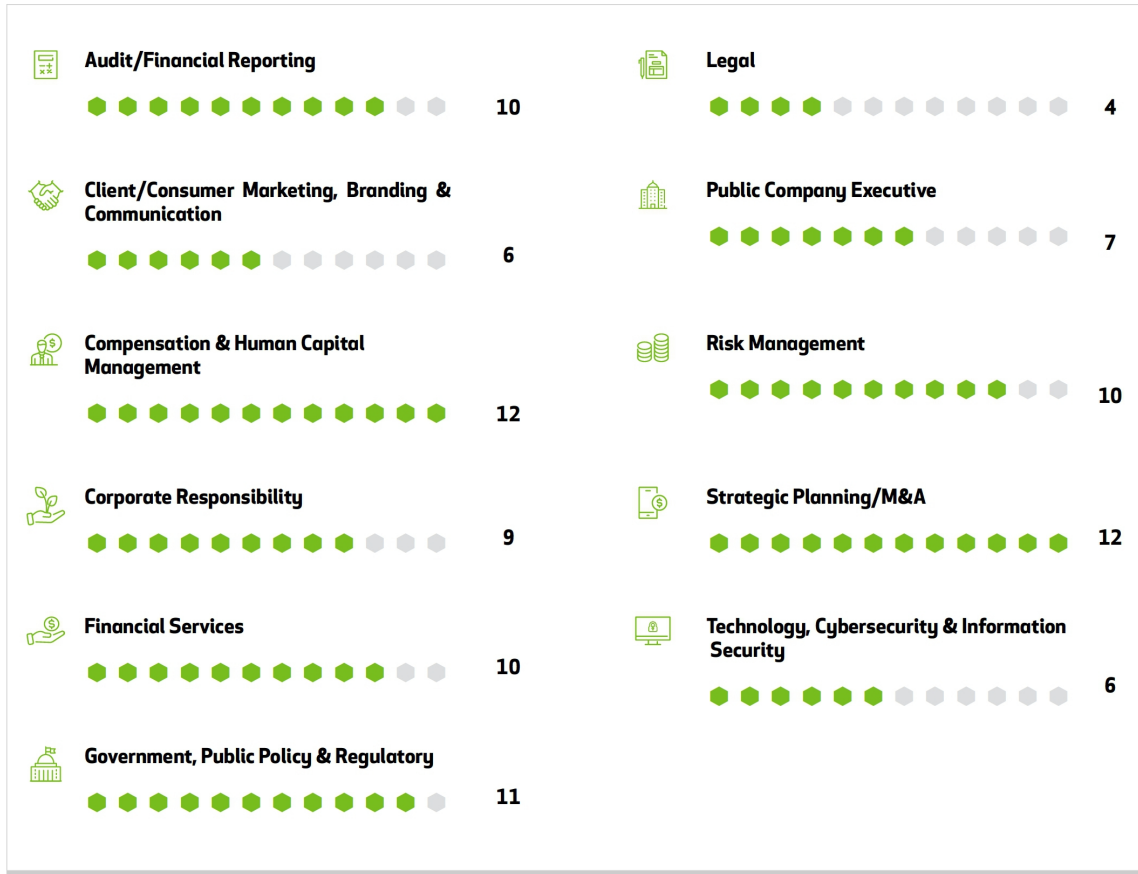 Audit/Financial Reporting
10
Client/Consumer Marketing, Branding &
Communication
6
Compensation & Human Capital
Management
12
Corporate Responsibility
9
Financial Services
10
Government, Public Policy & Regulatory
11
Legal
4
Public Company Executive
7
Risk Management
10
Strategic Planning/M&A
12
Technology, Cybersecurity & Information
Security
6